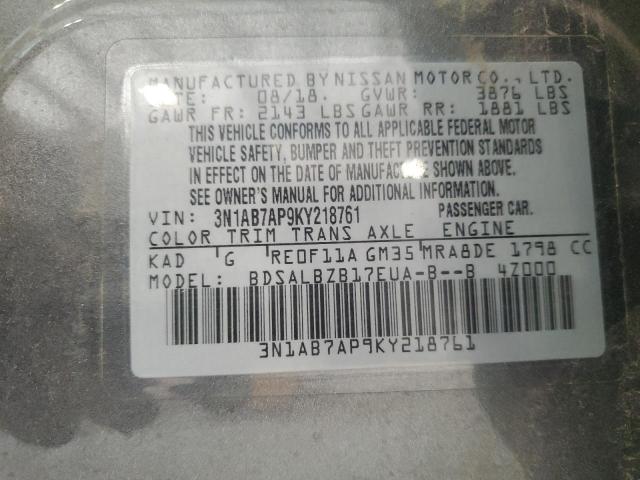 MANUFACTURED BY NISSAN MOTOR CO., LTD.
DATE: 08/18. GVWR: 3876 LBS
GAWR FR: 2143 LBS GAWR RR: 1881 LBS
THIS VEHICLE CONFORMS TO ALL APPLICABLE FEDERAL MOTOR
VEHICLE SAFETY, BUMPER AND THEFT PREVENTION STANDARDS
IN EFFECT ON THE DATE OF MANUFACTURE SHOWN ABOVE.
SEE OWNER'S MANUAL FOR ADDITIONAL INFORMATION.
VIN: 3N1AB7AP9KY218761 PASSENGER CAR.
COLOR TRIM TRANS AXLE ENGINE
KAD G RE0F11A GM35 MRA8DE 1798 CC
MODEL: BDSALBZB17EUA-B--B 4Z000
3N1AB7AP9KY218761